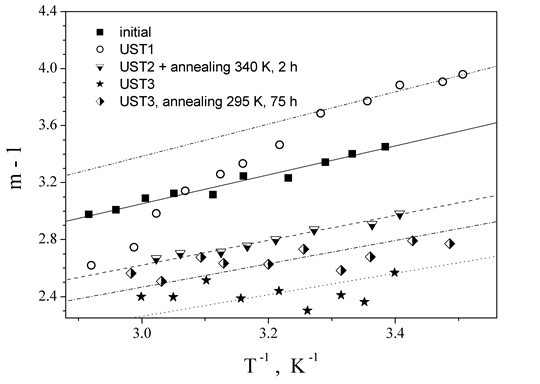 4.4
4.0
3.6
3.2
2.8
2.4
m - 1
initial
UST1
UST2 + annealing 340 K, 2 h
UST3
UST3, annealing 295 K, 75 h
3.0 3.2 3.4
T⁻¹, K⁻¹